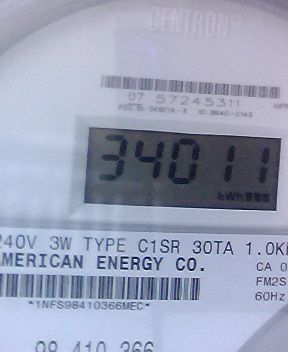 CENTRON
07 57245311
34011
kWh
240V 3W TYPE C1SR 30TA 1.0K
AMERICAN ENERGY CO.
CA 0
FM2S
60Hz
*1NFS98410366MEC*
98 410 366